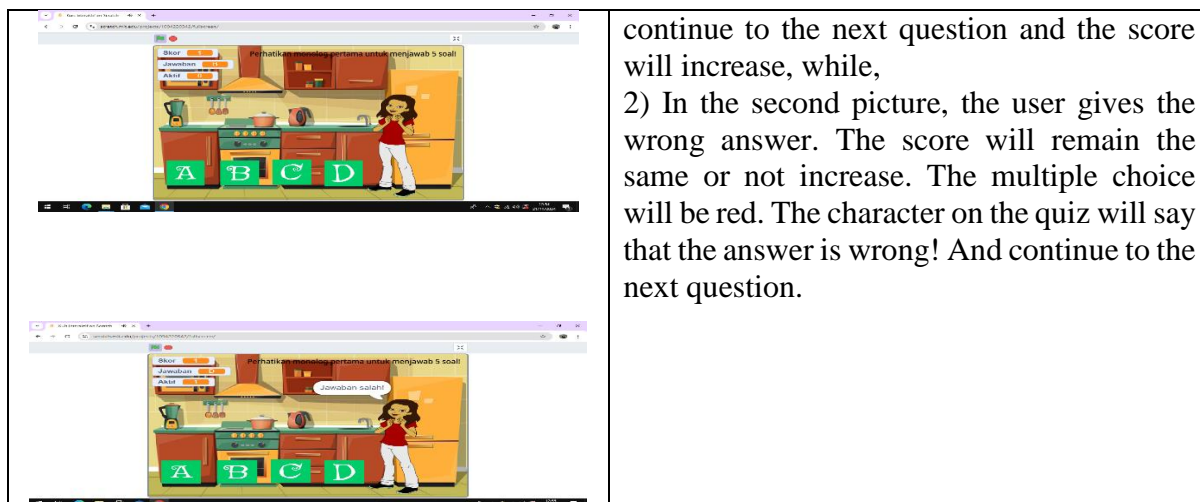 Skor 1
Perhatikan monolog pertama untuk menjawab 5 soal!
Jawaban
Aktif
A B C D
Skor 1
Perhatikan monolog pertama untuk menjawab 5 soal!
Jawaban
Aktif
Jawaban salah!
A B C D
continue to the next question and the score
will increase, while,
2) In the second picture, the user gives the
wrong answer. The score will remain the
same or not increase. The multiple choice
will be red. The character on the quiz will say
that the answer is wrong! And continue to the
next question.